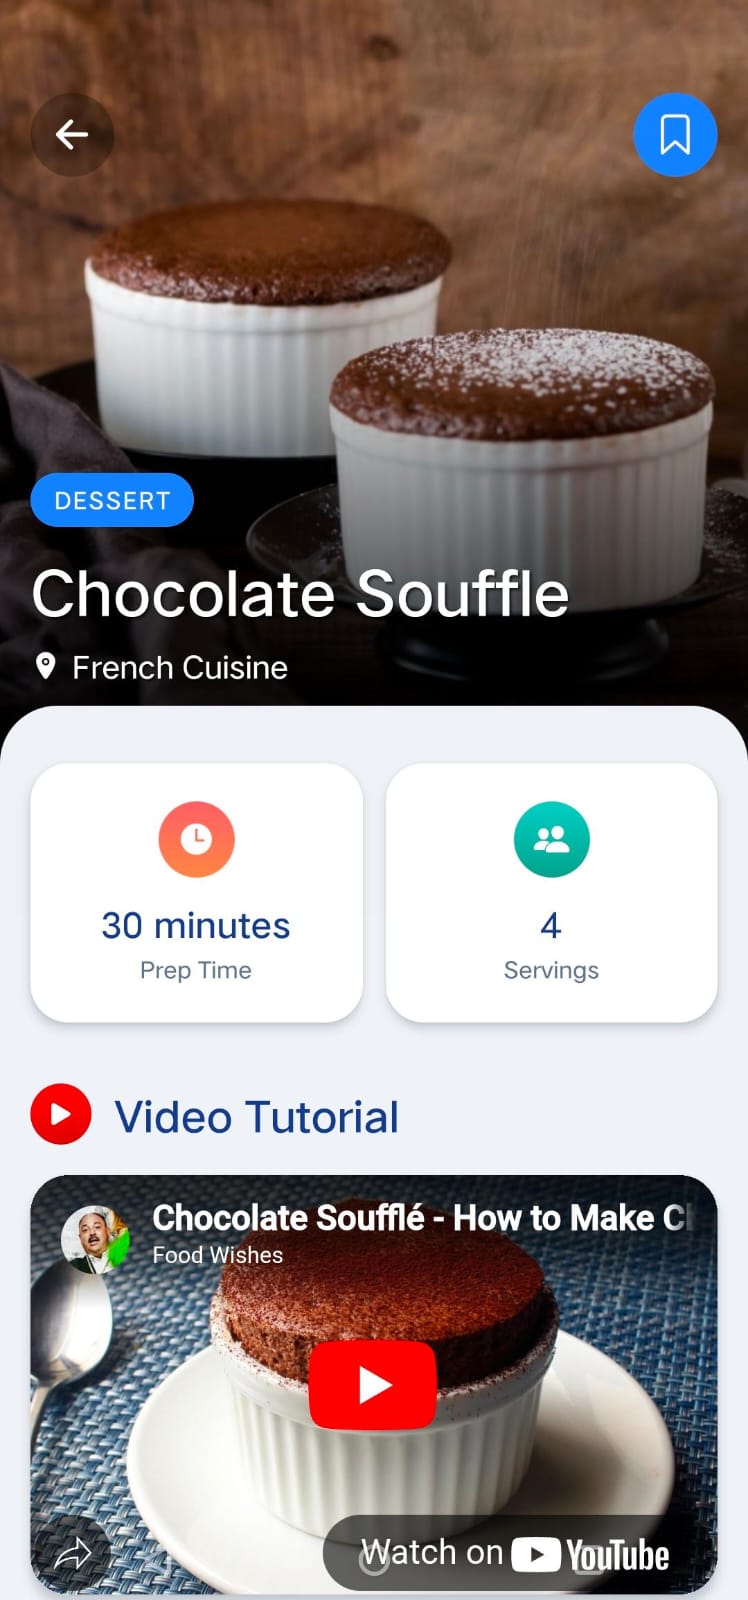 DESSERT
Chocolate Souffle
French Cuisine
30 minutes
Prep Time
4
Servings
Video Tutorial
Chocolate Soufflé - How to Make
Food Wishes
Watch on YouTube